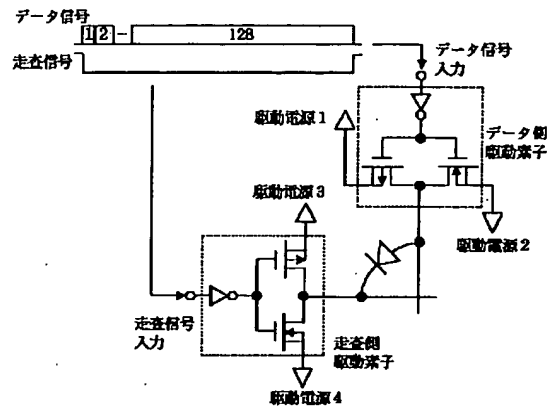 データ信号
1 2 128
走査信号
データ信号
入力
駆動電源1
データ側
駆動素子
駆動電源3
駆動電源2
走査信号
入力
走査側
駆動素子
駆動電源4